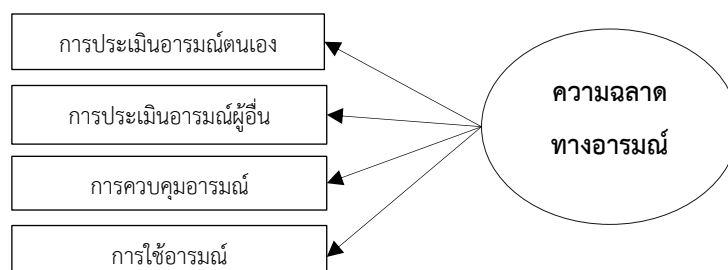 การประเมินอารมณ์ตนเอง
การประเมินอารมณ์ผู้อื่น
การควบคุมอารมณ์
การใช้อารมณ์
ความฉลาด
ทางอารมณ์